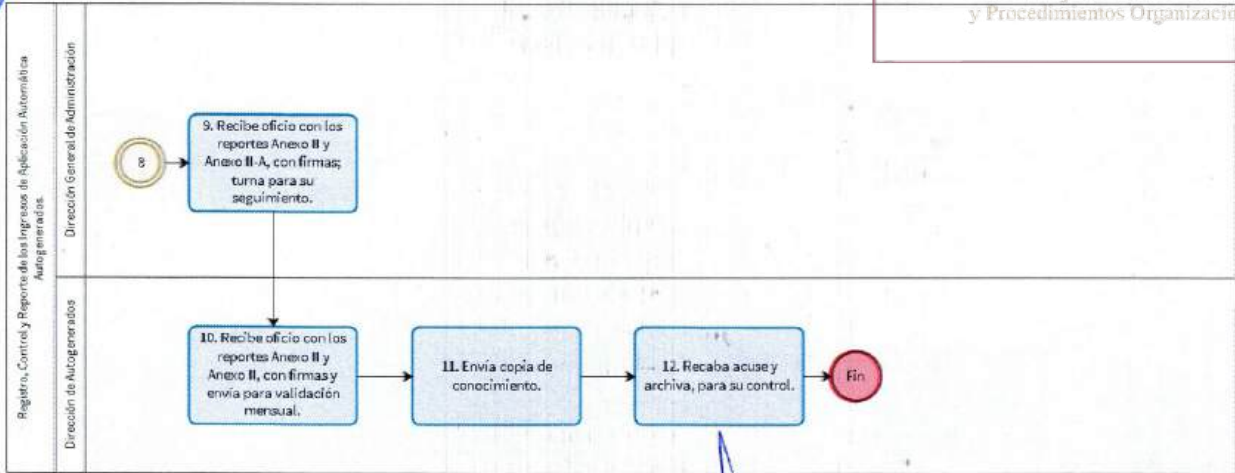 y Procedimientos Organizacio
Registro, Control y Reporte de los Ingresos de Aplicación Automática
Autogenerados.
Dirección General de Administración
8
9. Recibe oficio con los
reportes Anexo II y
Anexo II-A, con firmas;
turna para su
seguimiento.
Dirección de Autogenerados
10. Recibe oficio con los
reportes Anexo II y
Anexo II, con firmas y
envía para validación
mensual.
11. Envía copia de
conocimiento.
12. Recaba acuse y
archiva, para su control.
Fin